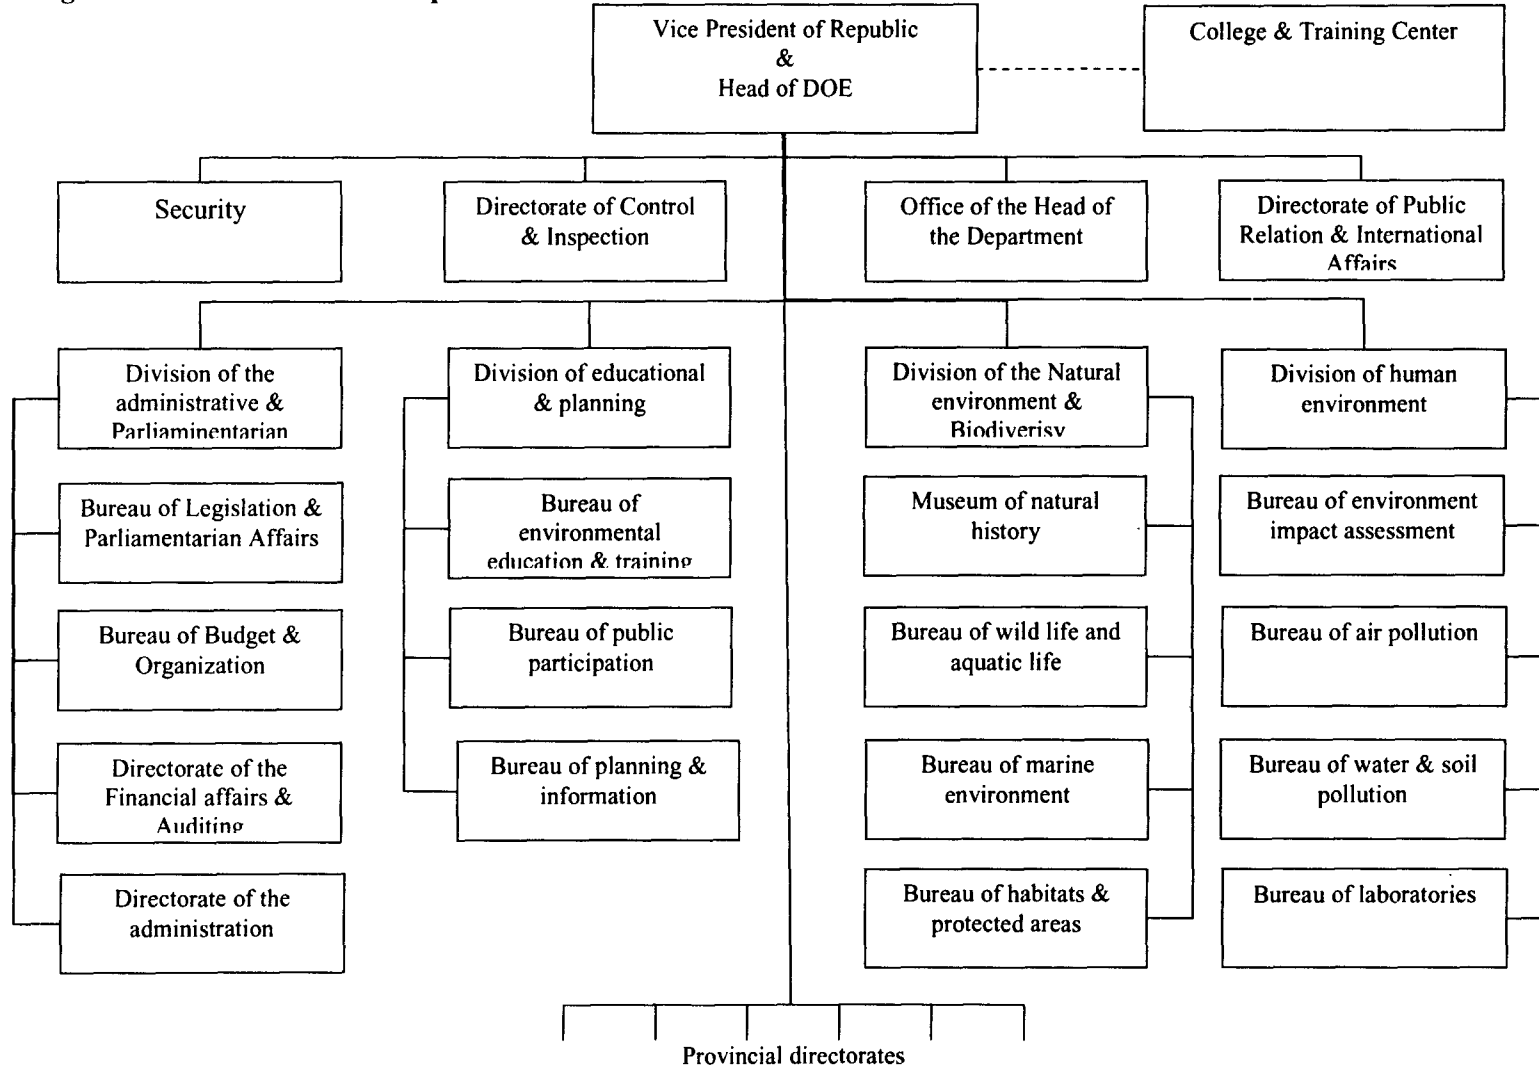 Vice President of Republic
&
Head of DOE
College & Training Center
Security
Directorate of Control
& Inspection
Office of the Head of
the Department
Directorate of Public
Relation & International
Affairs
Division of the
administrative &
Parliaminentarian
Division of educational
& planning
Division of the Natural
environment &
Biodiverisy
Division of human
environment
Bureau of Legislation &
Parliamentarian Affairs
Bureau of
environmental
education & training
Museum of natural
history
Bureau of environment
impact assessment
Bureau of Budget &
Organization
Bureau of public
participation
Bureau of wild life and
aquatic life
Bureau of air pollution
Directorate of the
Financial affairs &
Auditing
Bureau of planning &
information
Bureau of marine
environment
Bureau of water & soil
pollution
Directorate of the
administration
Bureau of habitats &
protected areas
Bureau of laboratories
Provincial directorates